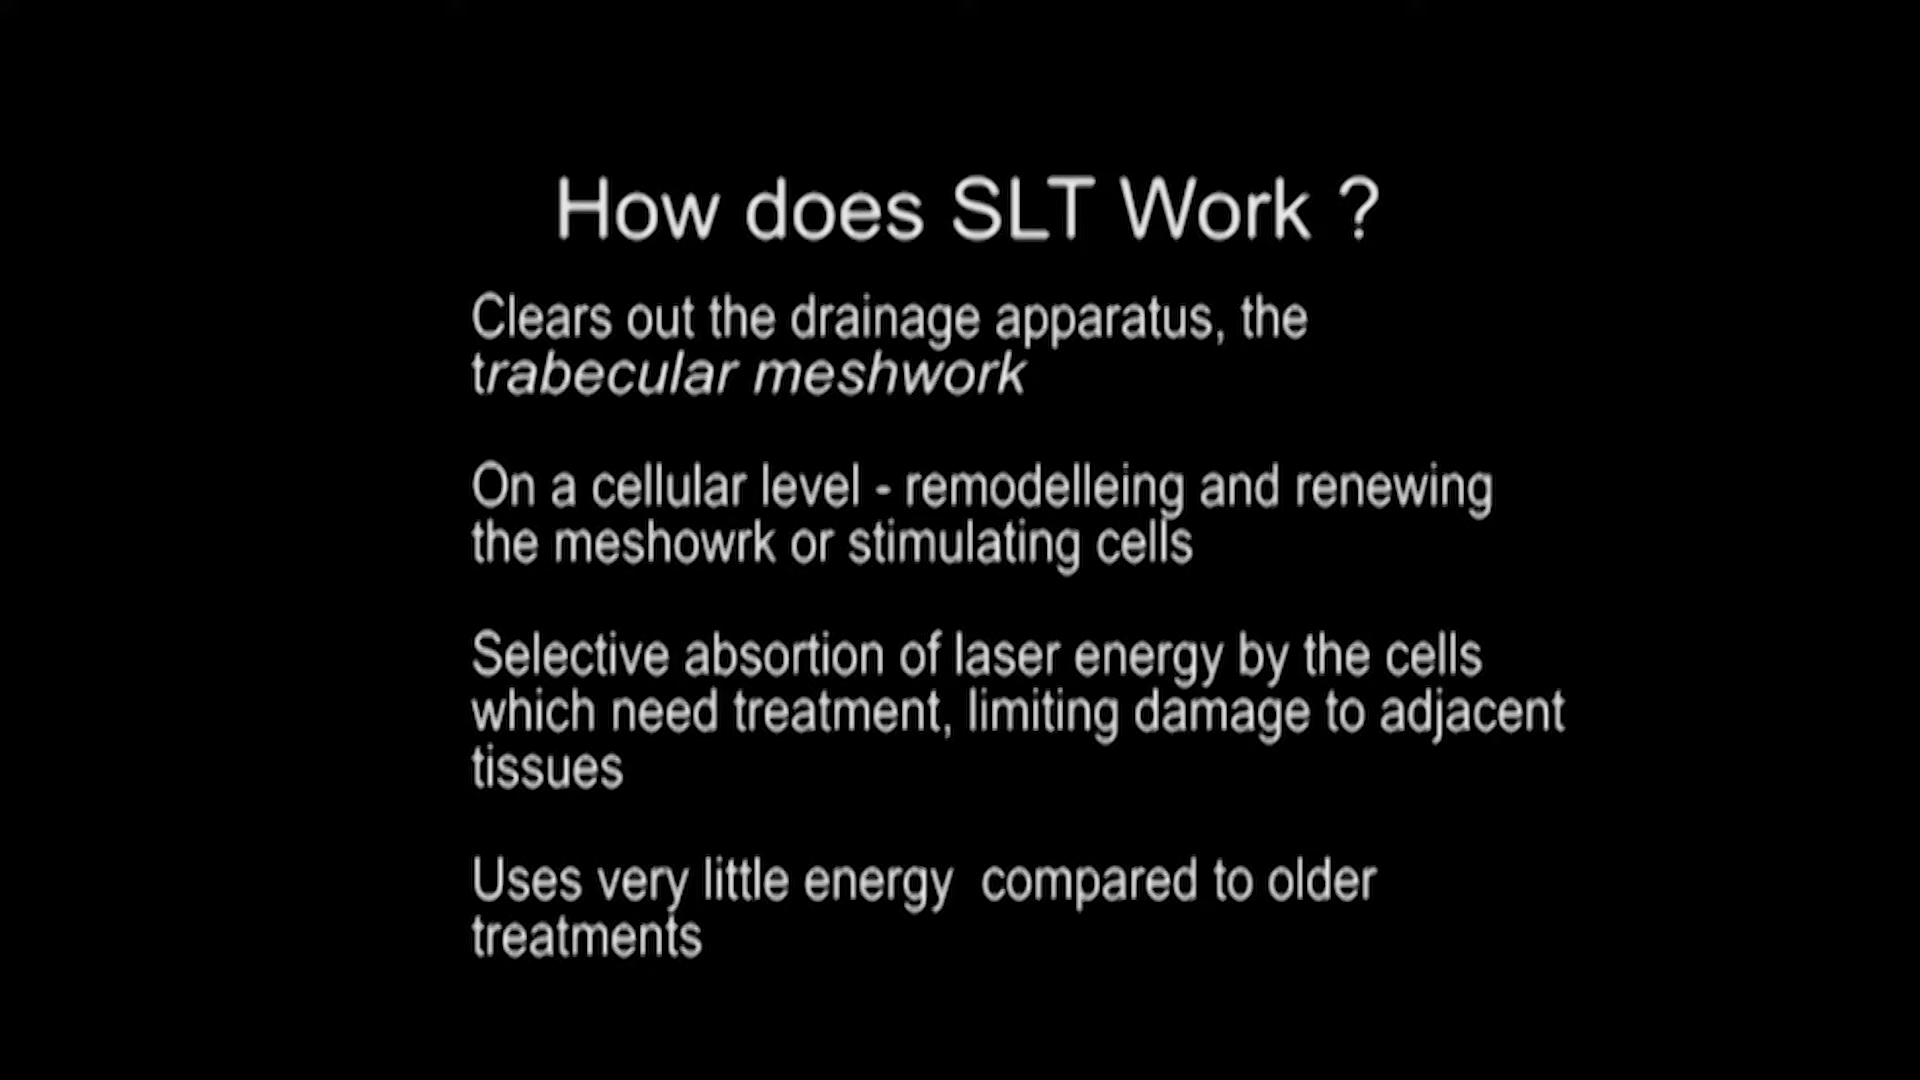 How does SLT Work ?
Clears out the drainage apparatus, the
trabecular meshwork
On a cellular level - remodelleing and renewing
the meshowrk or stimulating cells
Selective absortion of laser energy by the cells
which need treatment, limiting damage to adjacent
tissues
Uses very little energy  compared to older
treatments